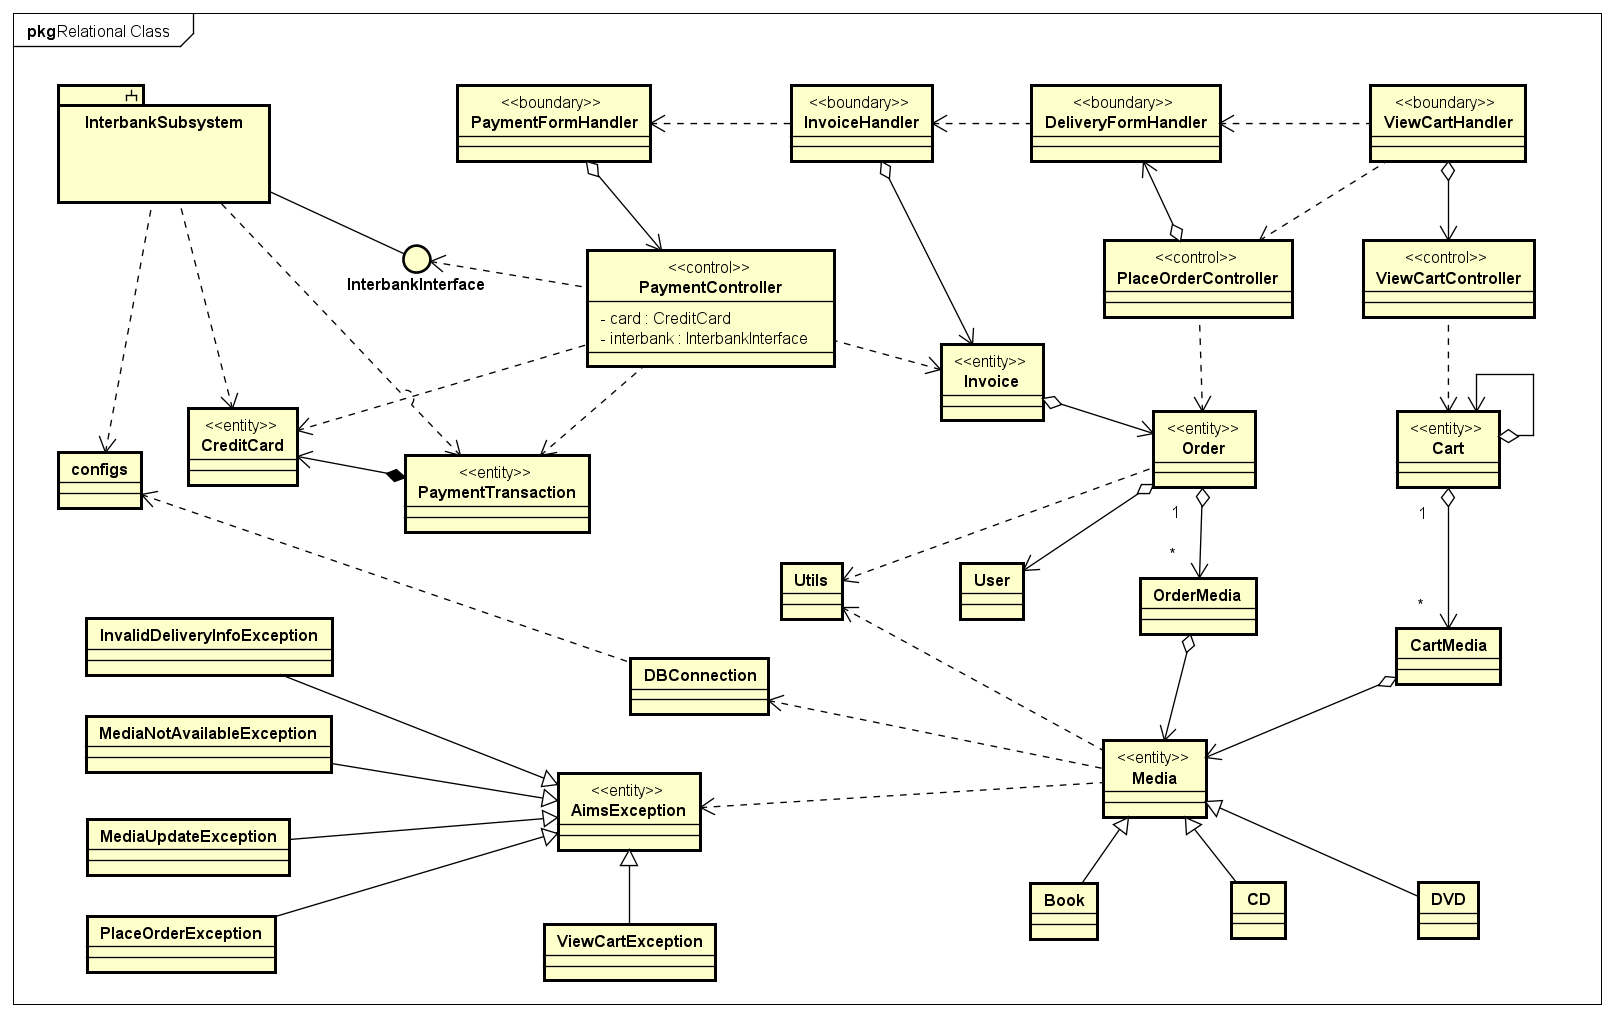 pkg Relational Class
InterbankSubsystem
<<boundary>>
PaymentFormHandler
<<boundary>>
InvoiceHandler
<<boundary>>
DeliveryFormHandler
<<boundary>>
ViewCartHandler
InterbankInterface
<<control>>
PaymentController
- card : CreditCard
- interbank : InterbankInterface
<<control>>
PlaceOrderController
<<control>>
ViewCartController
<<entity>>
Invoice
<<entity>>
CreditCard
<<entity>>
Order
<<entity>>
Cart
configs
<<entity>>
PaymentTransaction
1
*
1
*
Utils
User
OrderMedia
CartMedia
InvalidDeliveryInfoException
DBConnection
MediaNotAvailableException
<<entity>>
AimsException
<<entity>>
Media
MediaUpdateException
PlaceOrderException
ViewCartException
Book
CD
DVD